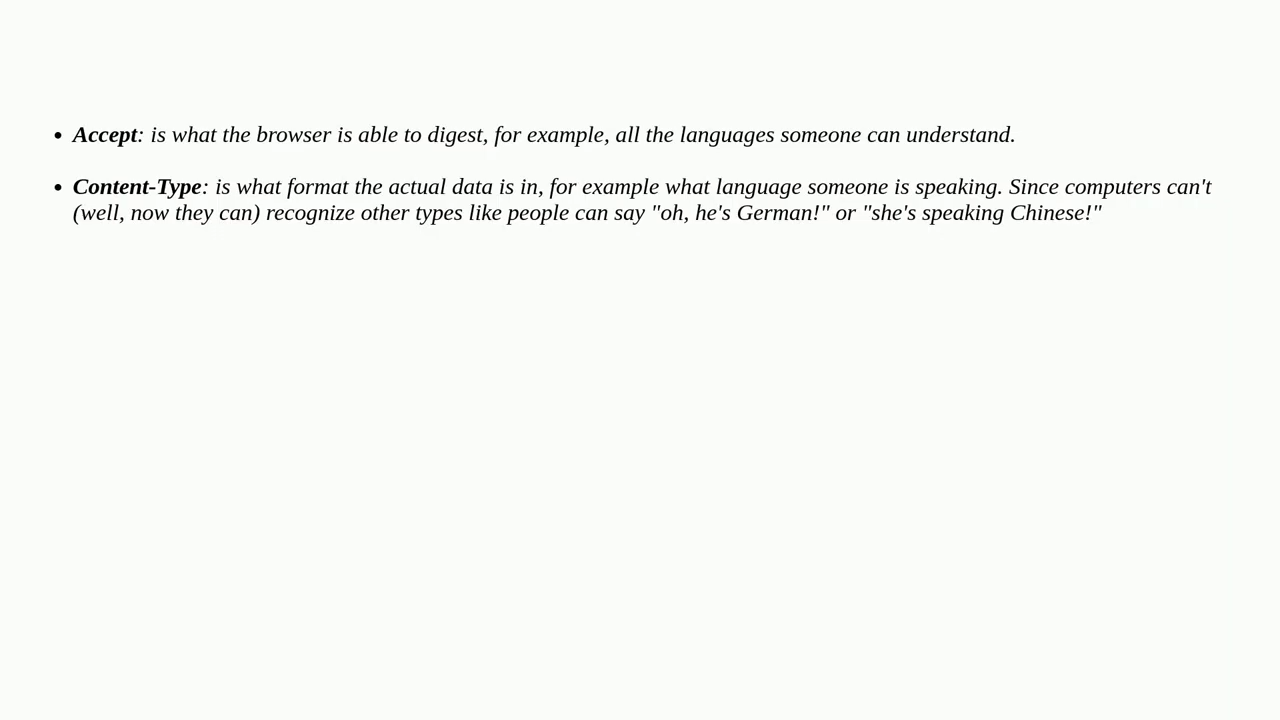 • Accept: is what the browser is able to digest, for example, all the languages someone can understand.
• Content-Type: is what format the actual data is in, for example what language someone is speaking. Since computers can't
(well, now they can) recognize other types like people can say "oh, he's German!" or "she's speaking Chinese!"